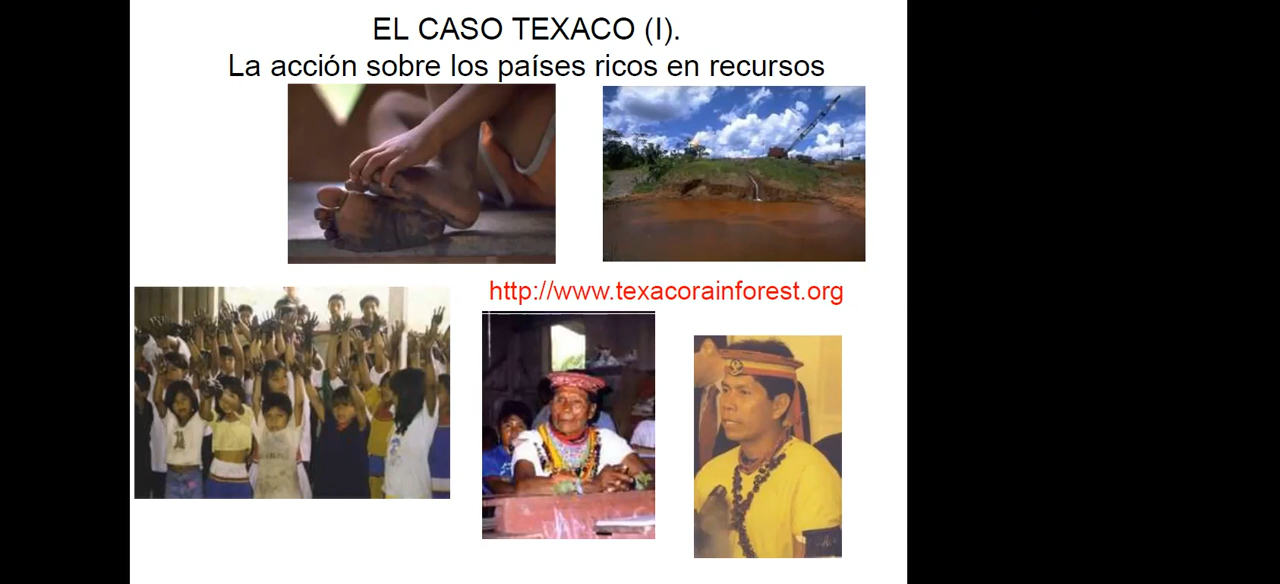 EL CASO TEXACO (I).
La acción sobre los países ricos en recursos
http://www.texacorainforest.org